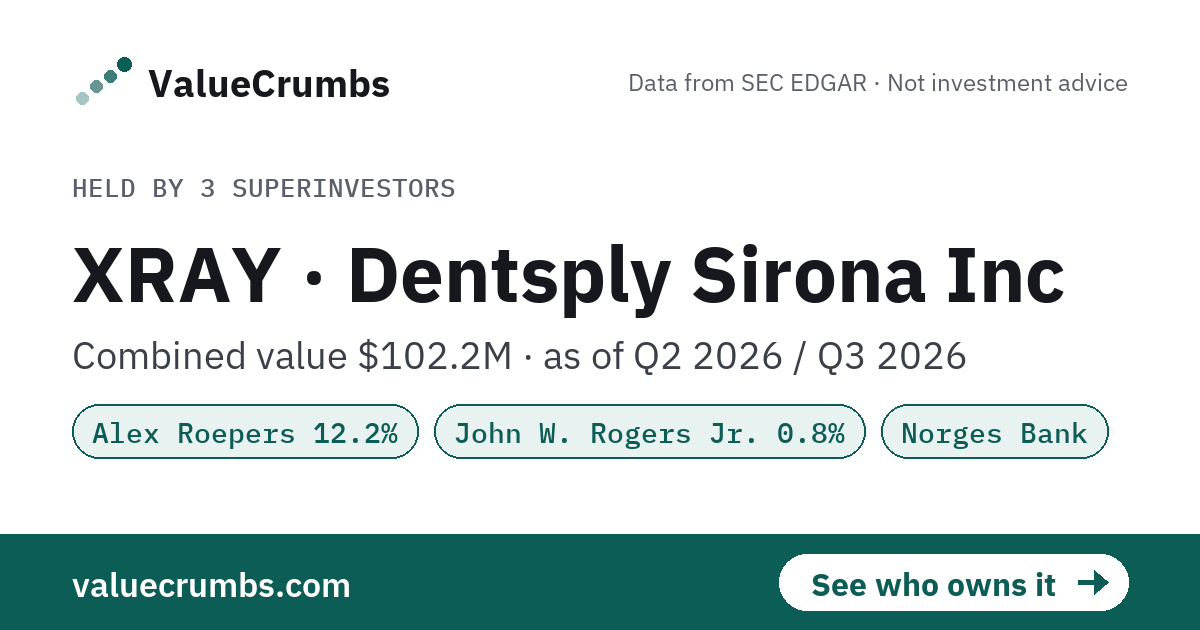 ValueCrumbs
Data from SEC EDGAR · Not investment advice
HELD BY 3 SUPERINVESTORS
XRAY · Dentsply Sirona Inc
Combined value $102.2M · as of Q2 2026 / Q3 2026
Alex Roepers 12.2%
John W. Rogers Jr. 0.8%
Norges Bank
valuecrumbs.com
See who owns it →